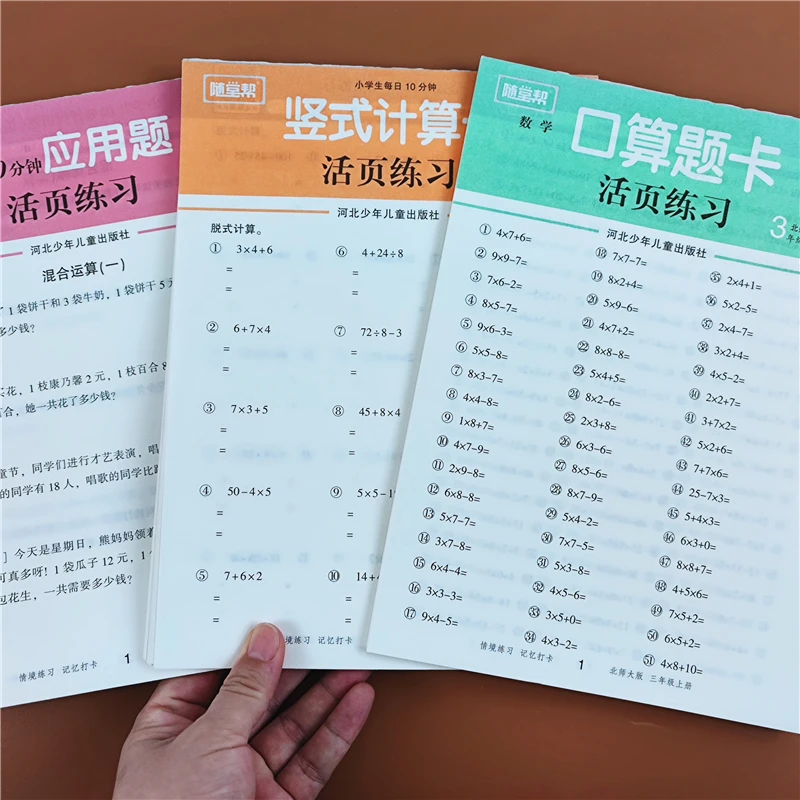 分钟 应用题
活页练习
河北少年儿童出版社
混合运算(一)
1袋饼干和3袋牛奶,1袋饼干5元
多少钱?
买花,1枝康乃馨2元,1枝百合8
百合,她一共花了多少钱?
童节,同学们进行才艺表演,唱
的同学有18人,唱歌的同学比跳
]今天是星期日,熊妈妈领着
可真多呀!1袋瓜子12元,1
包花生,一共需要多少钱?
情境练习 记忆打卡 1
随堂帮
小学生每日10分钟
竖式计算
活页练习
河北少年儿童出版社
脱式计算。
① 3×4+6
=
=
② 6+7×4
=
=
③ 7×3+5
=
=
④ 50-4×5
=
=
⑤ 7+6×2
⑥ 4+24÷8
=
=
⑦ 72÷8-3
=
=
⑧ 45+8×4
=
=
⑨ 5×5-1
=
=
⑩ 14+4
情境练习 记忆打卡
随堂帮
数学
口算题卡
活页练习
3
河北少年儿童出版社
① 4×7+6=
② 9×9-7=
③ 7×6-2=
④ 8×5-7=
⑤ 9×6-3=
⑥ 5×5-8=
⑦ 8×3-7=
⑧ 4×4-8=
⑨ 1×8+7=
⑩ 4×7-9=
⑪ 2×9-8=
⑫ 6×8-8=
⑬ 5×7-7=
⑭ 3×7-8=
⑮ 6×4-4=
⑯ 3×3-3=
⑰ 9×4-5=
⑱ 7×7-7=
⑲ 8×2+4=
⑳ 5×9-6=
㉑ 4×7+2=
㉒ 8×8-8=
㉓ 5×4+5=
㉔ 8×2-6=
㉕ 2×3+8=
㉖ 6×3-6=
㉗ 8×5-6=
㉘ 8×7-9=
㉙ 5×4-2=
㉚ 7×7-5=
㉛ 5×3-8=
㉜ 4×5-6=
㉝ 3×5+0=
㉞ 4×3-2=
㉟ 2×4+1=
㊱ 5×2-5=
㊲ 2×4-7=
㊳ 3×2+4=
㊴ 4×5-2=
㊵ 2×2+7=
㊶ 3+7×2=
㊷ 5×2+6=
㊸ 7+7×6=
㊹ 25-7×3=
㊺ 5+4×3=
㊻ 6×3+0=
㊼ 8×8+7=
㊽ 4+5×6=
㊾ 7×5+2=
㊿ 6×5+2=
51 4×8+10=
情境练习 记忆打卡 1 北师大版 三年级上册